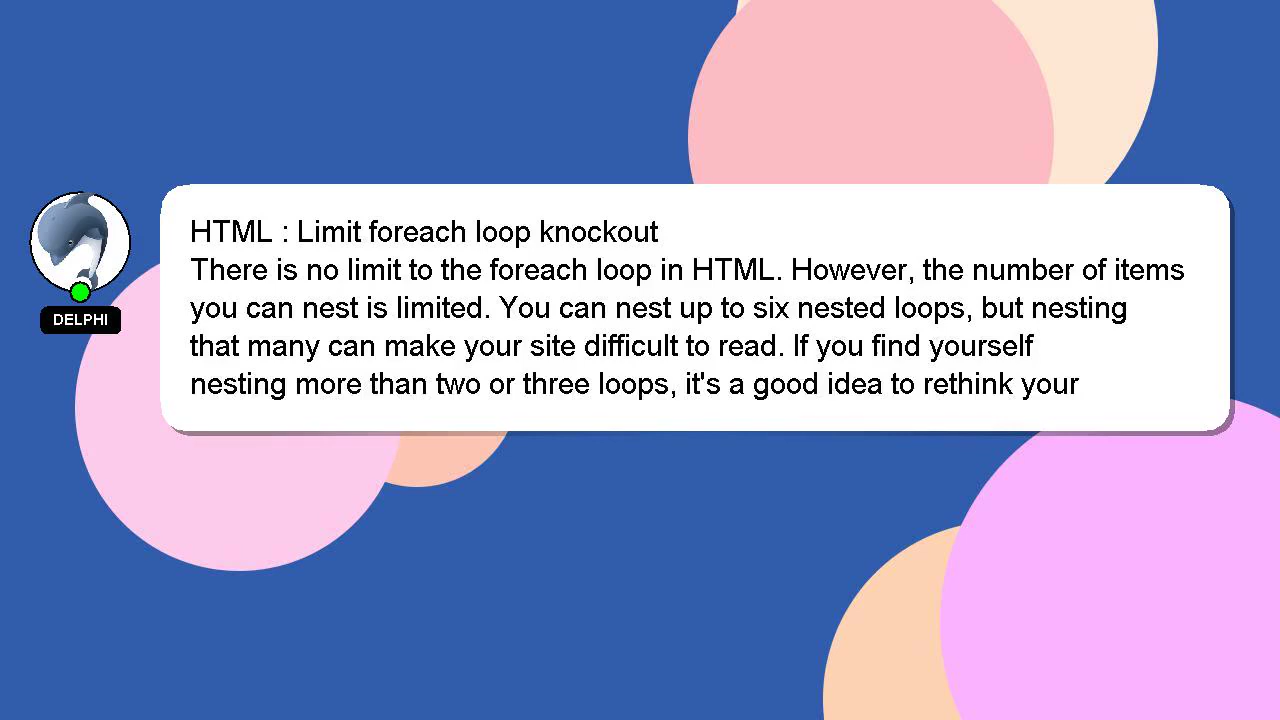 HTML : Limit foreach loop knockout
There is no limit to the foreach loop in HTML. However, the number of items
you can nest is limited. You can nest up to six nested loops, but nesting
that many can make your site difficult to read. If you find yourself
nesting more than two or three loops, it's a good idea to rethink your
DELPHI